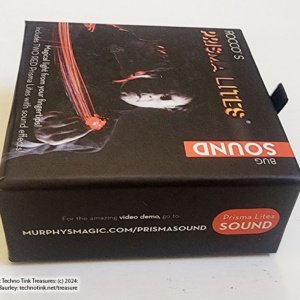 ROCCO'S
PRISMA LITES
Magical light from your fingertips!
Includes TWO RED Prisma Lites with sound effects
BUG
SOUND
For the amazing video demo, go to
MURPHYSMAGIC.COM/PRISMASOUND
Prisma Lites
SOUND
Techno Tink Treasures: (c) 2024
Baurley: technotink.net/treasure